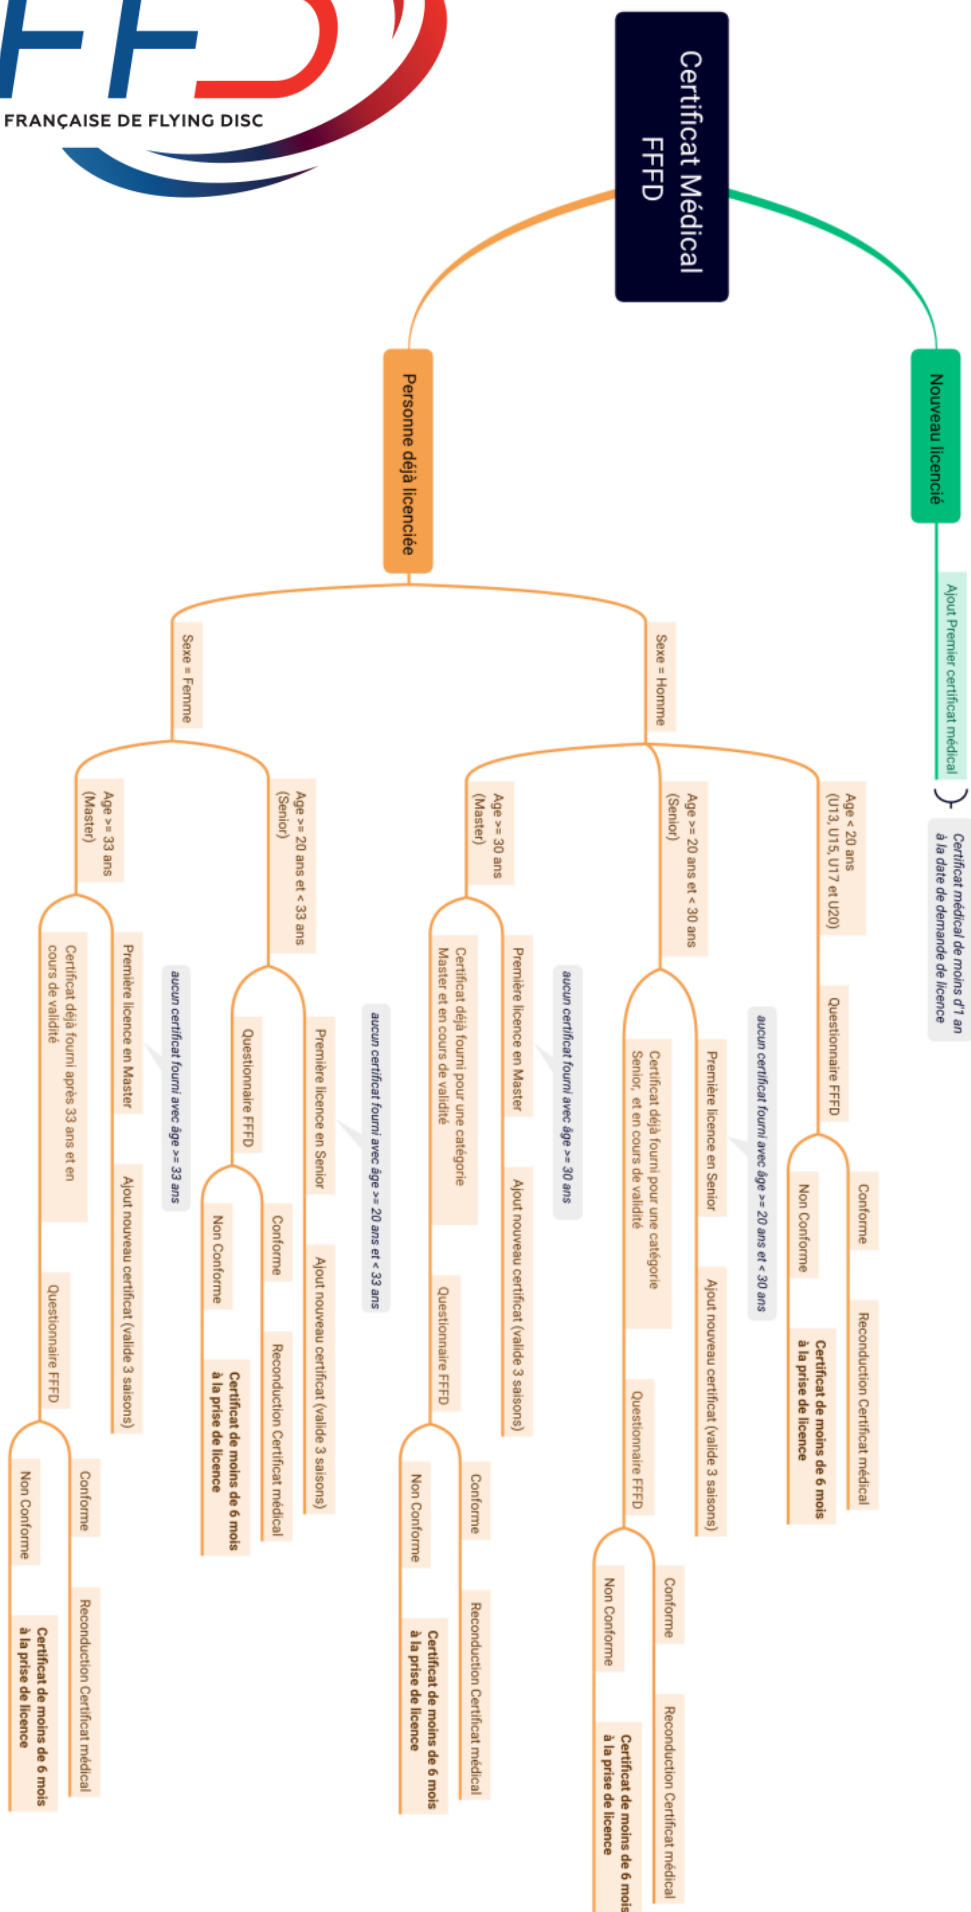 FFD
FRANÇAISE DE FLYING DISC
Certificat Médical
FFFD
Nouveau licencié
Ajout Premier certificat médical
Certificat médical de moins d'1 an
à la date de demande de licence
Personne déjà licenciée
Sexe = Homme
Age < 20 ans
(U13, U15, U17 et U20)
Questionnaire FFFD
Conforme
Reconduction Certificat médical
Non Conforme
Certificat de moins de 6 mois
à la prise de licence
Age >= 20 ans et < 30 ans
(Senior)
aucun certificat fourni avec âge >= 20 ans et < 30 ans
Première licence en Senior
Ajout nouveau certificat (valide 3 saisons)
Certificat déjà fourni pour une catégorie
Senior, et en cours de validité
Questionnaire FFFD
Conforme
Reconduction Certificat médical
Non Conforme
Certificat de moins de 6 mois
à la prise de licence
Age >= 30 ans
(Master)
aucun certificat fourni avec âge >= 30 ans
Première licence en Master
Ajout nouveau certificat (valide 3 saisons)
Certificat déjà fourni pour une catégorie
Master et en cours de validité
Questionnaire FFFD
Conforme
Reconduction Certificat médical
Non Conforme
Certificat de moins de 6 mois
à la prise de licence
Sexe = Femme
Age >= 20 ans et < 33 ans
(Senior)
aucun certificat fourni avec âge >= 20 ans et < 33 ans
Première licence en Senior
Ajout nouveau certificat (valide 3 saisons)
Questionnaire FFFD
Conforme
Reconduction Certificat médical
Non Conforme
Certificat de moins de 6 mois
à la prise de licence
Age >= 33 ans
(Master)
aucun certificat fourni avec âge >= 33 ans
Première licence en Master
Ajout nouveau certificat (valide 3 saisons)
Certificat déjà fourni après 33 ans et en
cours de validité
Questionnaire FFFD
Conforme
Reconduction Certificat médical
Non Conforme
Certificat de moins de 6 mois
à la prise de licence